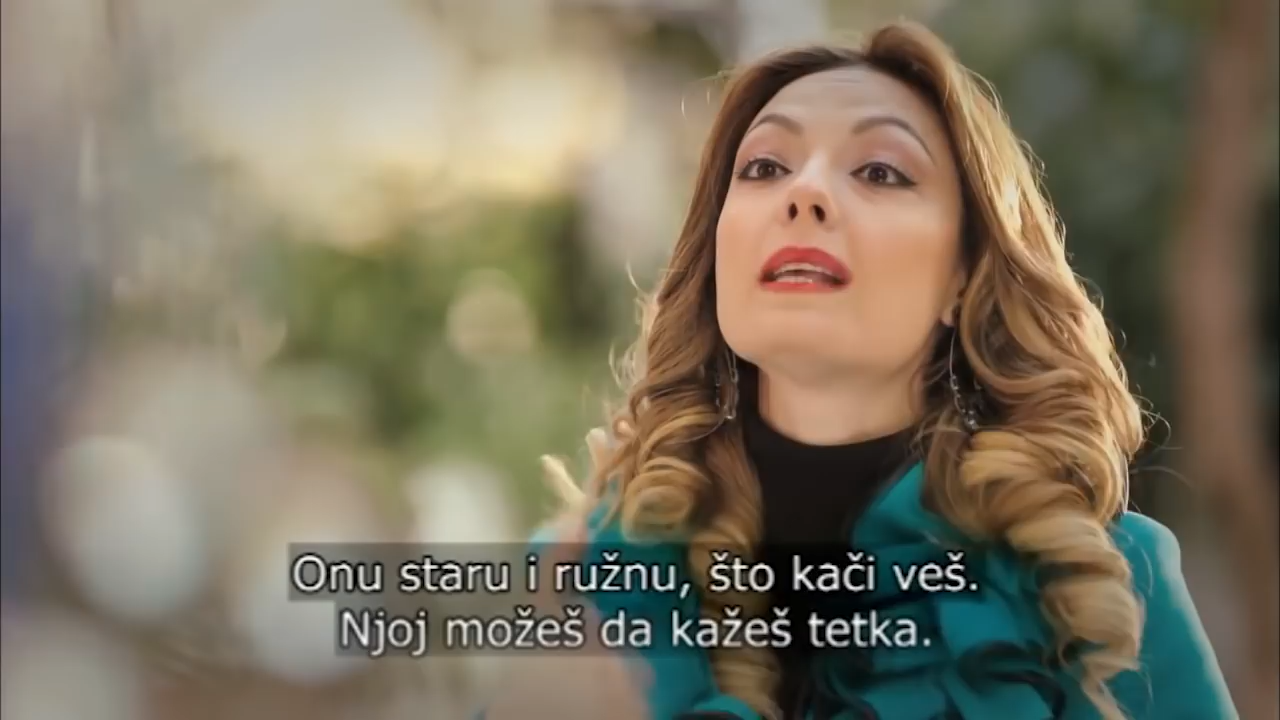 Onu staru i ružnu, što kači veš.
Njoj možeš da kažeš tetka.